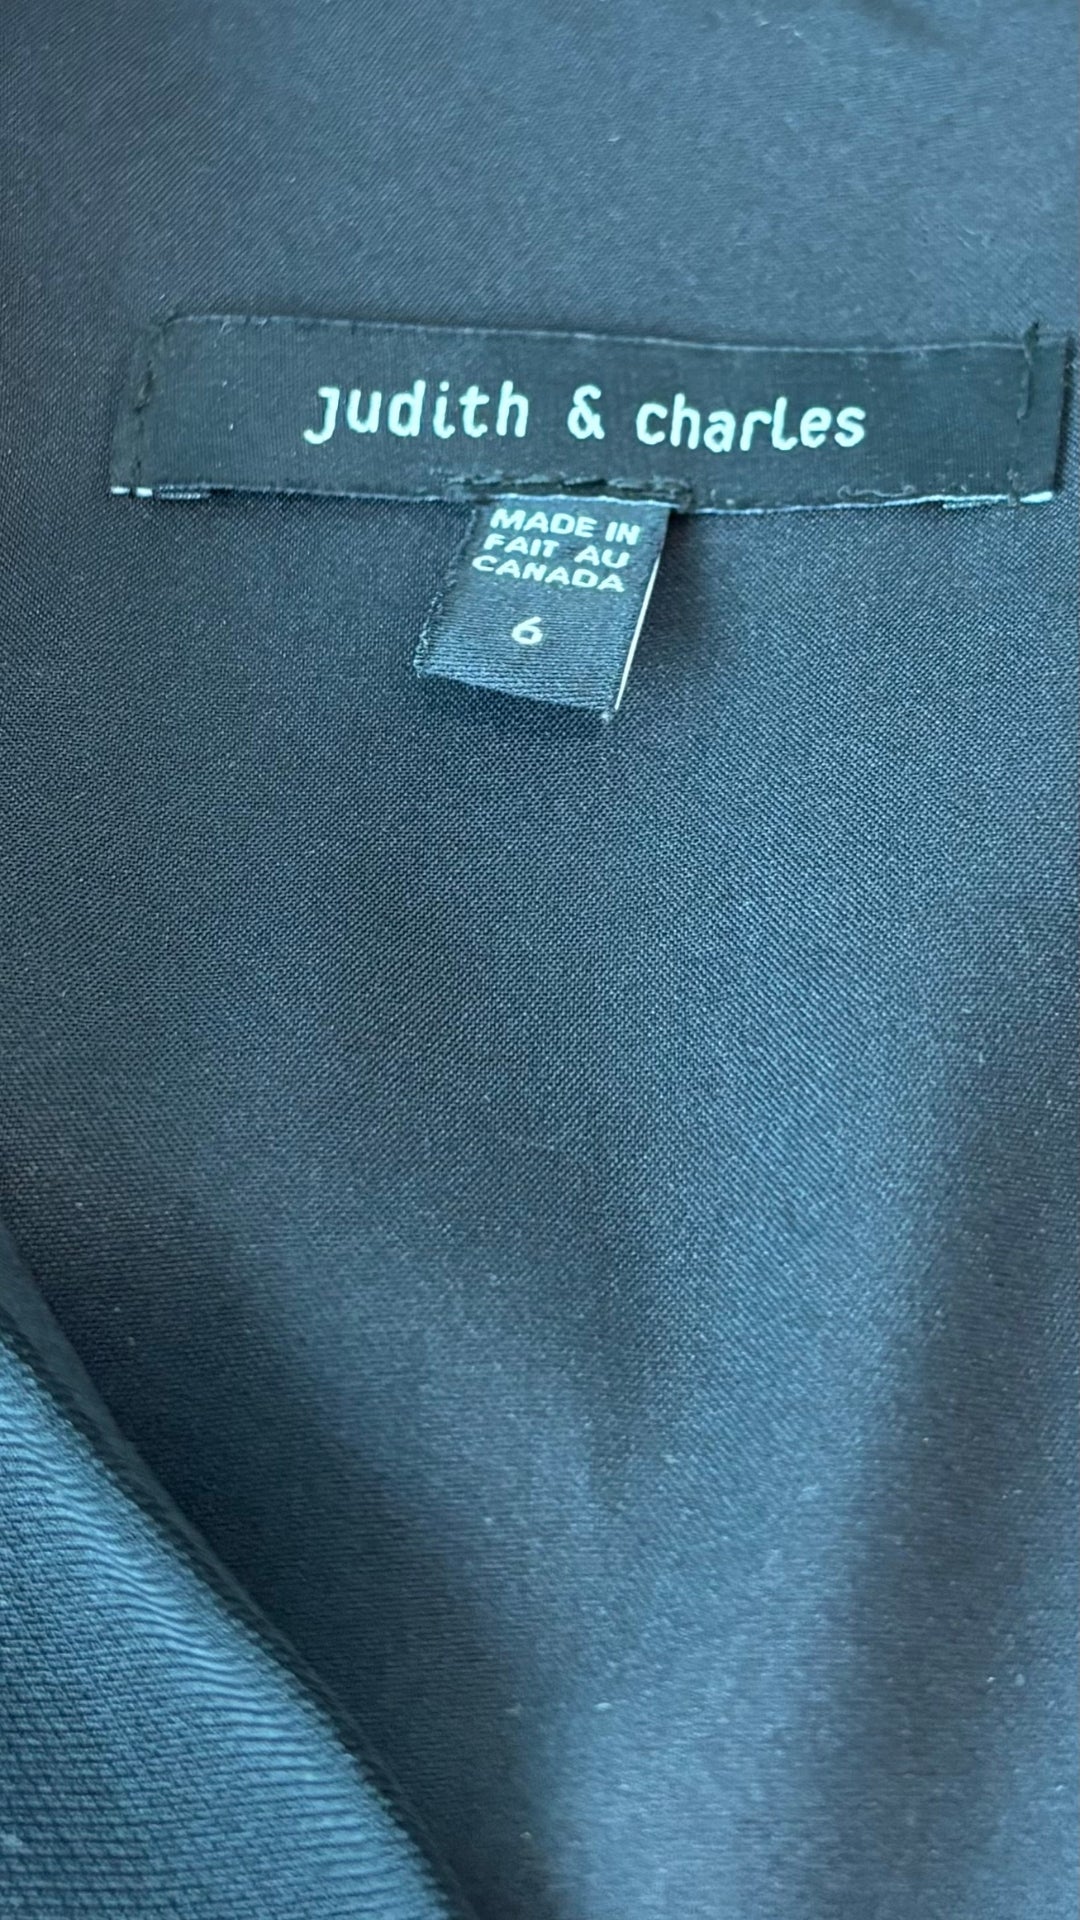 judith & charles
MADE IN
FAIT AU
CANADA
6